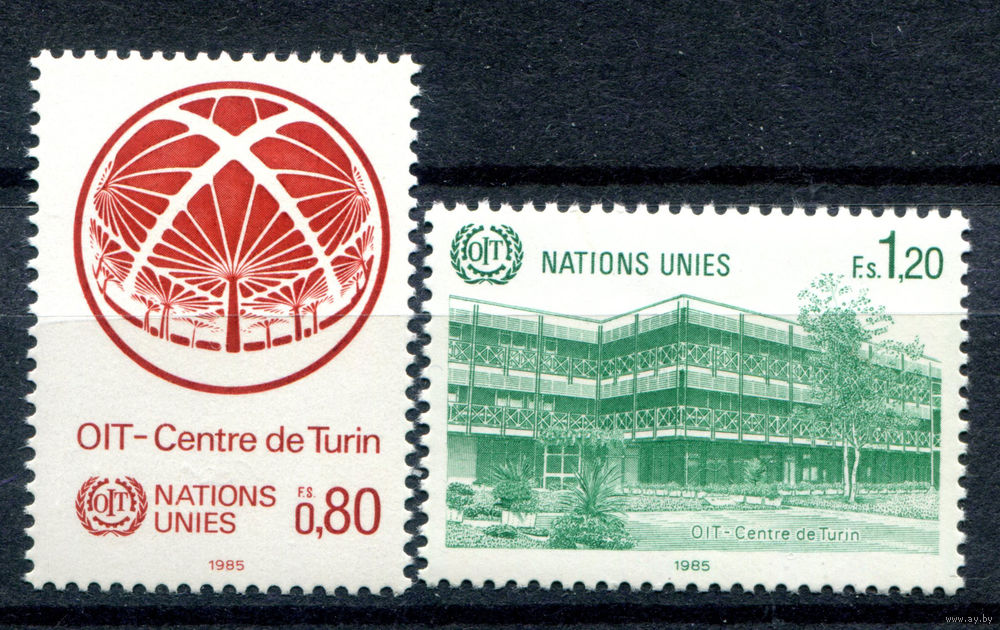 OIT - Centre de Turin
OIT
NATIONS
UNIES
F.S.
0,80
1985
OIT
NATIONS UNIES
F.s. 1,20
OIT - Centre de Turin
1985
www.ay.by